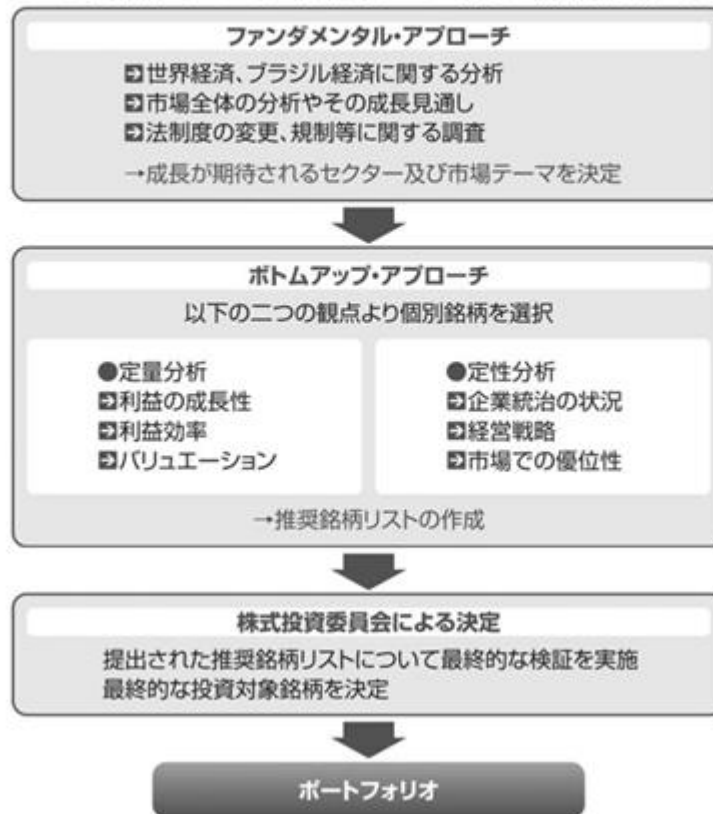 ファンダメンタル・アプローチ
➡世界経済、ブラジル経済に関する分析
➡市場全体の分析やその成長見通し
➡法制度の変更、規制等に関する調査
→成長が期待されるセクター及び市場テーマを決定
ボトムアップ・アプローチ
以下の二つの観点より個別銘柄を選択
●定量分析
➡利益の成長性
➡利益効率
➡バリュエーション
●定性分析
➡企業統治の状況
➡経営戦略
➡市場での優位性
→推奨銘柄リストの作成
株式投資委員会による決定
提出された推奨銘柄リストについて最終的な検証を実施
最終的な投資対象銘柄を決定
ポートフォリオ